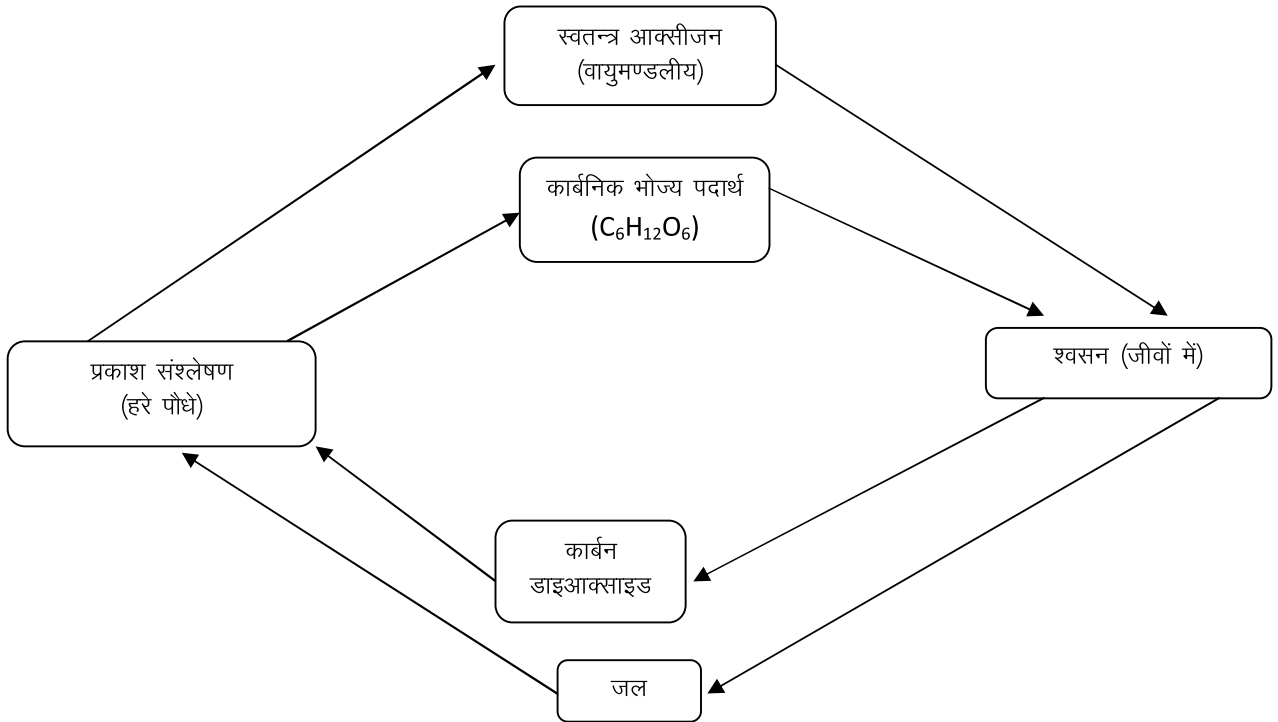 स्वतन्त्र आक्सीजन
(वायुमण्डलीय)
कार्बनिक भोज्य पदार्थ
(C₆H₁₂O₆)
प्रकाश संश्लेषण
(हरे पौधे)
श्वसन (जीवों में)
कार्बन
डाइआक्साइड
जल